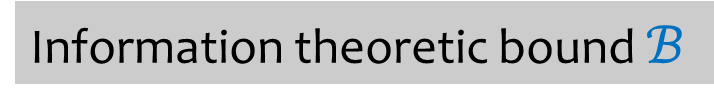 Information theoretic bound ℬ